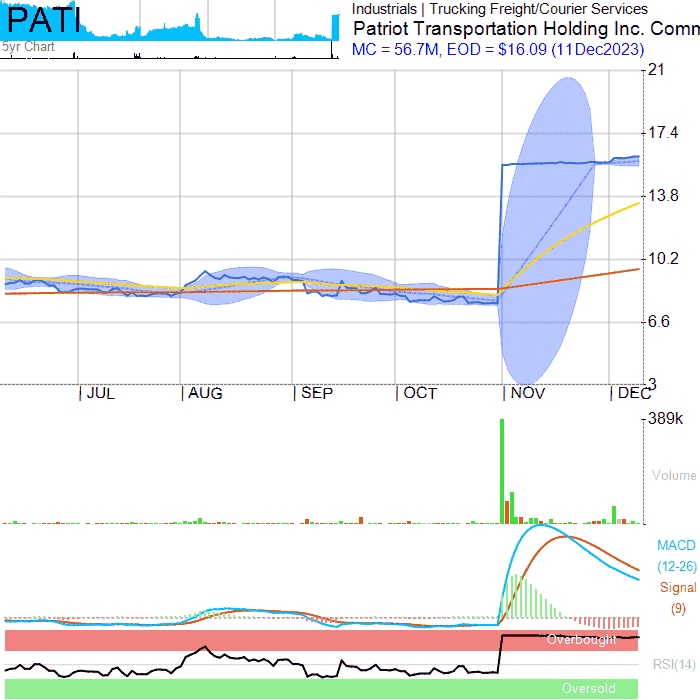 PATI
5yr Chart
Industrials | Trucking Freight/Courier Services
Patriot Transportation Holding Inc. Comm
MC = 56.7M, EOD = $16.09 (11Dec2023)
21
17.4
13.8
10.2
6.6
3
JUL AUG SEP OCT NOV DEC
389k
Volume
MACD
(12-26)
Signal
(9)
Overbought
RSI(14)
Oversold